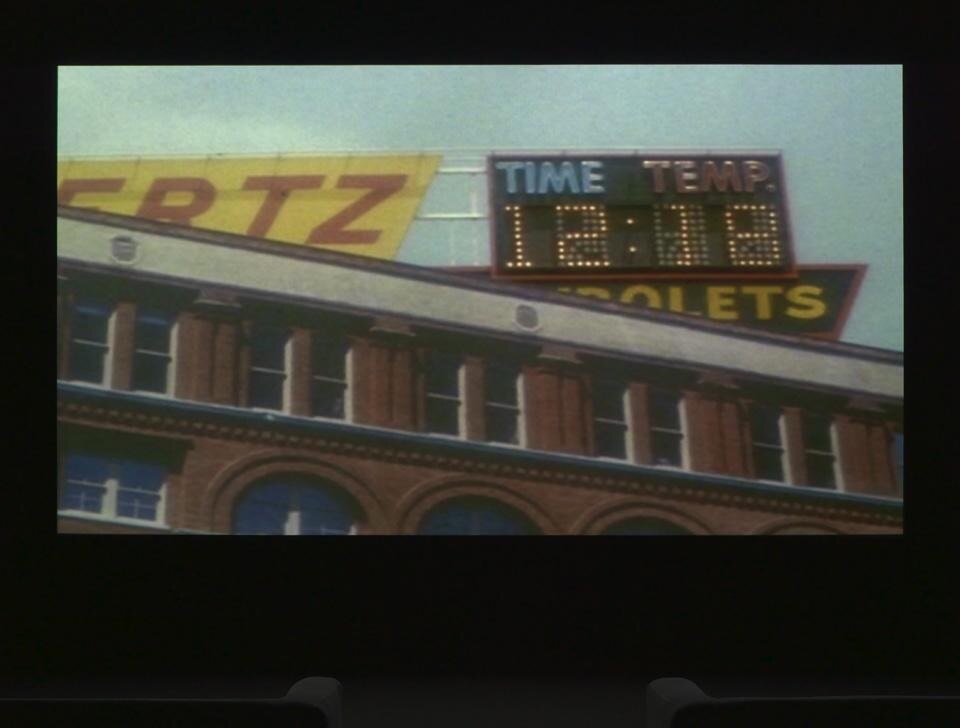 ERTZ
TIME TEMP.
12:18
ROLETS